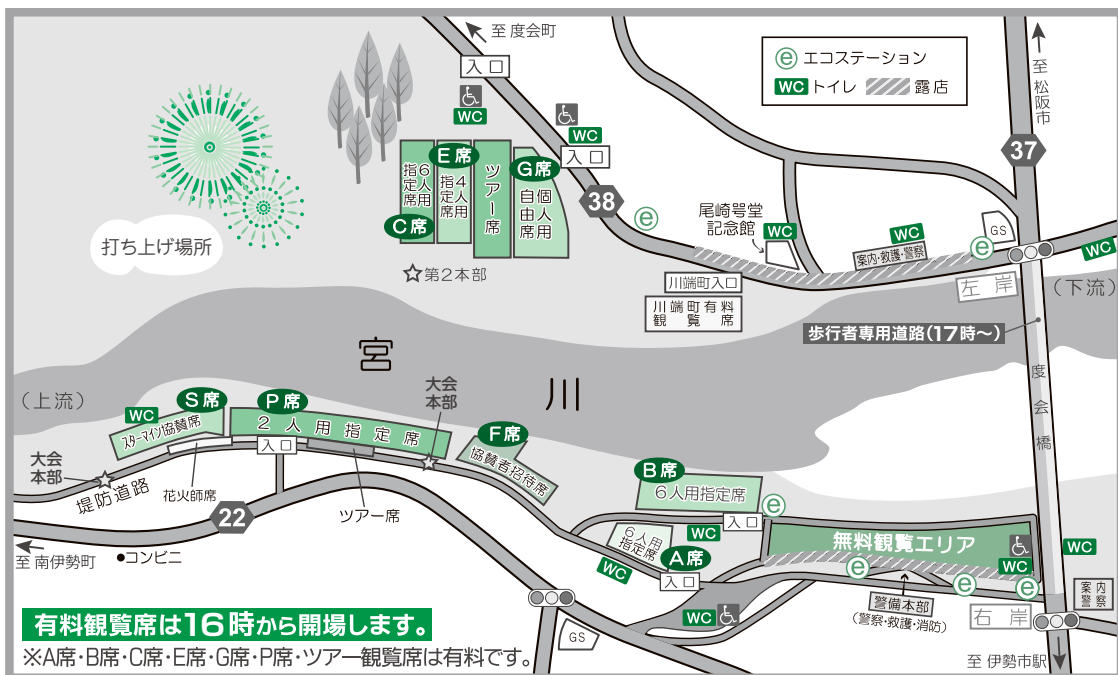 至 度会町
入口
WC
WC
入口
ⓔ エコステーション
WC トイレ 露店
至 松阪市
37
38
6人用指定席
C席
E席
4人用指定席
ツアー席
G席
個人用自由席
☆第2本部
打ち上げ場所
ⓔ
尾崎咢堂
記念館
WC
WC
案内・救護・警察
ⓔ
GS
WC
川端町入口
川端町有料
観覧席
左岸
(下流)
歩行者専用道路(17時〜)
宮川
度会橋
(上流)
WC
S席
スターマイン協賛席
P席
2人用指定席
大会
本部
入口
F席
協賛者招待席
大会
本部
堤防道路
花火師席
ツアー席
22
至 南伊勢町
●コンビニ
B席
6人用指定席
ⓔ
入口
WC
6人用
指定席
A席
入口
WC
無料観覧エリア
WC
WC
ⓔ
ⓔ
ⓔ
警備本部
(警察・救護・消防)
案内
警察
右岸
WC
GS
至 伊勢市駅
有料観覧席は16時から開場します。
※A席・B席・C席・E席・G席・P席・ツアー観覧席は有料です。